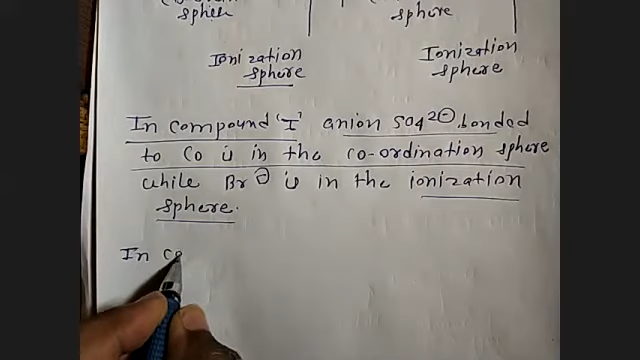 sphere
sphere
Ionization
sphere
Ionization
sphere
In compound 'I' anion SO4 2⊖ bonded
to Co is in the co-ordination sphere
while Br⊖ is in the ionization
sphere.
In Co